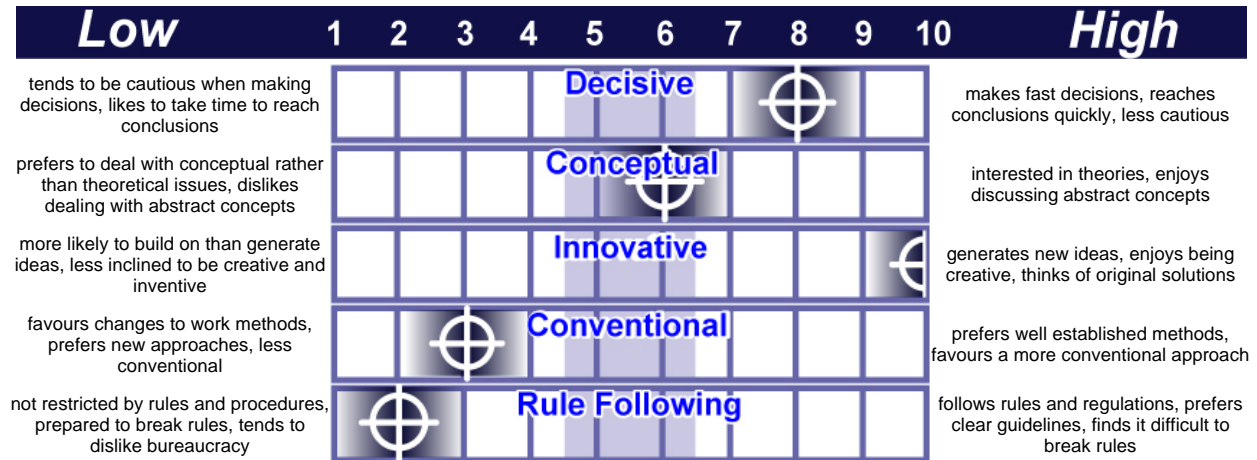 Low 1 2 3 4 5 6 7 8 9 10 High
tends to be cautious when making
decisions, likes to take time to reach
conclusions
Decisive
makes fast decisions, reaches
conclusions quickly, less cautious
prefers to deal with conceptual rather
than theoretical issues, dislikes
dealing with abstract concepts
Conceptual
interested in theories, enjoys
discussing abstract concepts
more likely to build on than generate
ideas, less inclined to be creative and
inventive
Innovative
generates new ideas, enjoys being
creative, thinks of original solutions
favours changes to work methods,
prefers new approaches, less
conventional
Conventional
prefers well established methods,
favours a more conventional approach
not restricted by rules and procedures,
prepared to break rules, tends to
dislike bureaucracy
Rule Following
follows rules and regulations, prefers
clear guidelines, finds it difficult to
break rules